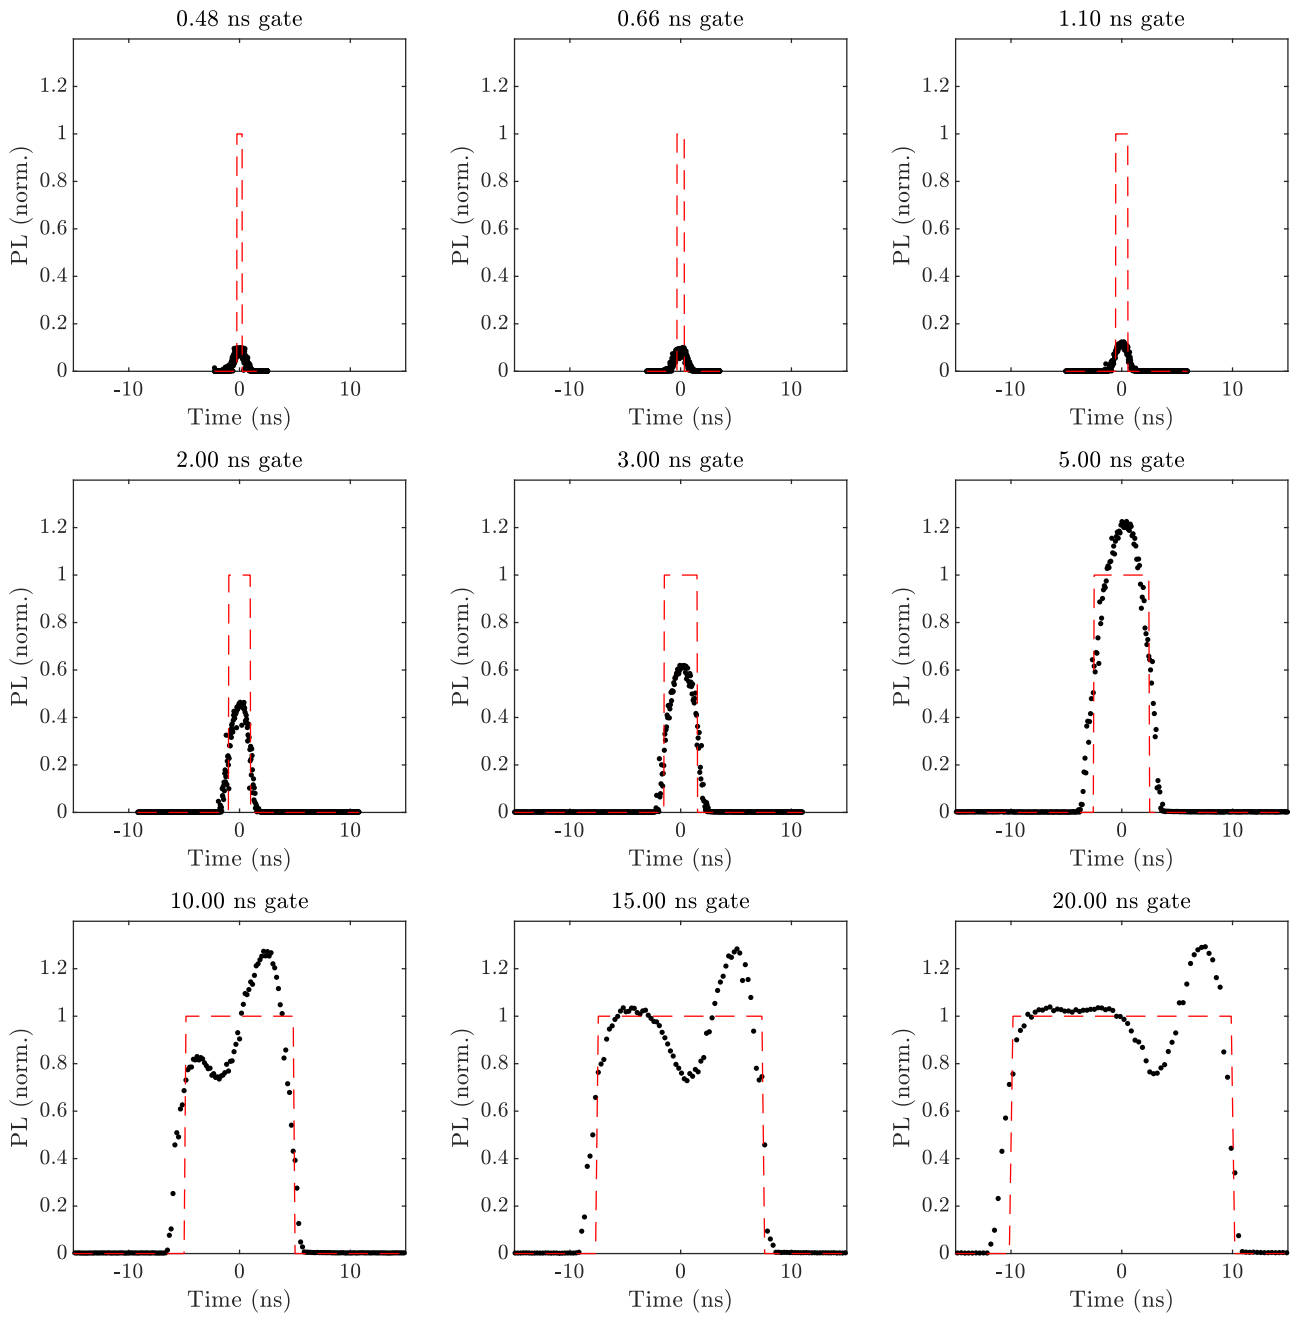 0.48 ns gate
0.66 ns gate
1.10 ns gate
1.2
1
0.8
0.6
0.4
0.2
0
PL (norm.)
-10 0 10
Time (ns)
1.2
1
0.8
0.6
0.4
0.2
0
PL (norm.)
-10 0 10
Time (ns)
1.2
1
0.8
0.6
0.4
0.2
0
PL (norm.)
-10 0 10
Time (ns)
2.00 ns gate
3.00 ns gate
5.00 ns gate
1.2
1
0.8
0.6
0.4
0.2
0
PL (norm.)
-10 0 10
Time (ns)
1.2
1
0.8
0.6
0.4
0.2
0
PL (norm.)
-10 0 10
Time (ns)
1.2
1
0.8
0.6
0.4
0.2
0
PL (norm.)
-10 0 10
Time (ns)
10.00 ns gate
15.00 ns gate
20.00 ns gate
1.2
1
0.8
0.6
0.4
0.2
0
PL (norm.)
-10 0 10
Time (ns)
1.2
1
0.8
0.6
0.4
0.2
0
PL (norm.)
-10 0 10
Time (ns)
1.2
1
0.8
0.6
0.4
0.2
0
PL (norm.)
-10 0 10
Time (ns)